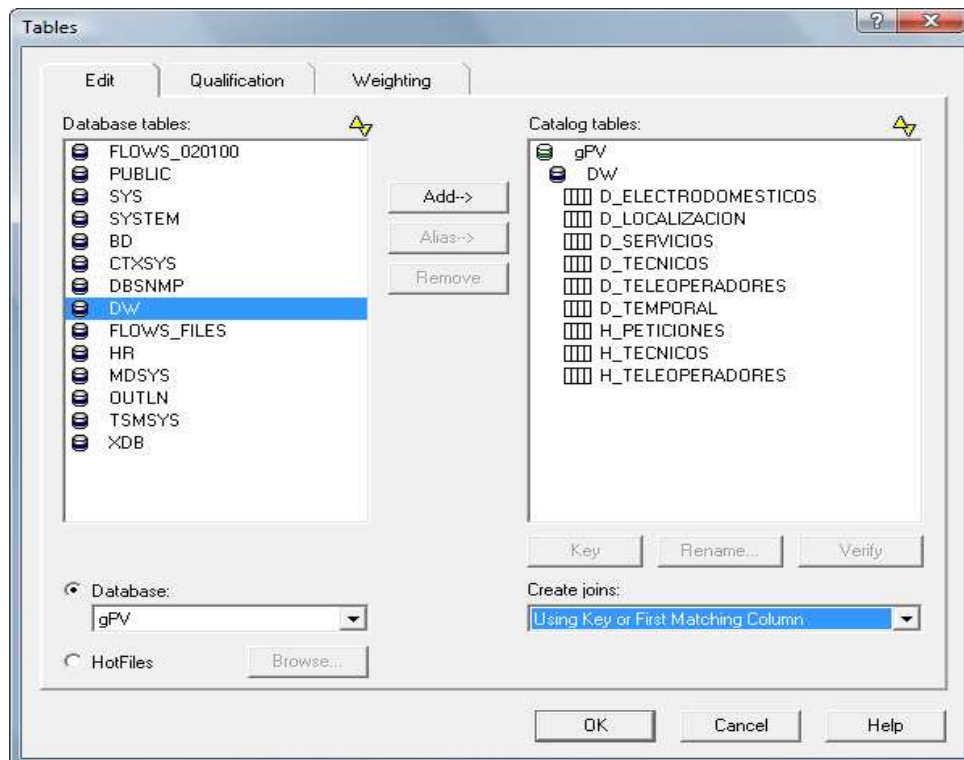 Tables
Edit
Qualification
Weighting
Database tables:
FLOWS_020100
PUBLIC
SYS
SYSTEM
BD
CTXSYS
DBSNMP
DW
FLOWS_FILES
HR
MDSYS
OUTLN
TSMSYS
XDB
Add-->
Alias-->
Remove
Catalog tables:
gPV
DW
D_ELECTRODOMESTICOS
D_LOCALIZACION
D_SERVICIOS
D_TECNICOS
D_TELEOPERADORES
D_TEMPORAL
H_PETICIONES
H_TECNICOS
H_TELEOPERADORES
Key
Rename...
Verify
Database:
gPV
HotFiles
Browse...
Create joins:
Using Key or First Matching Column
OK
Cancel
Help